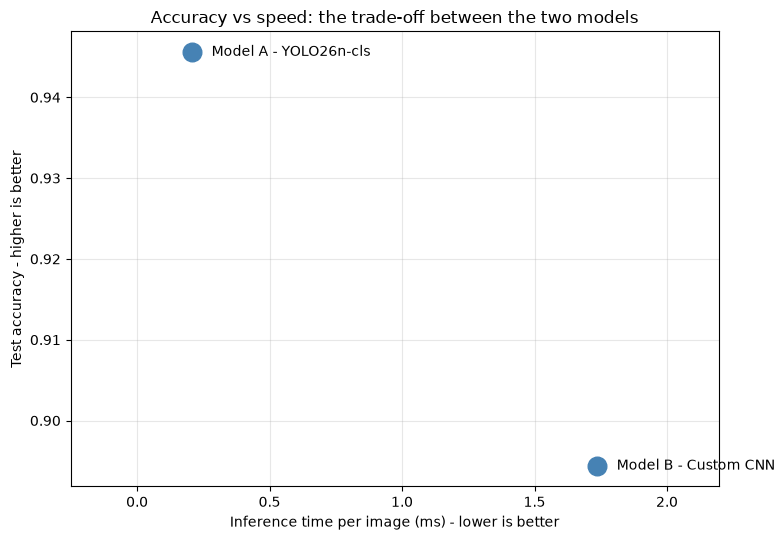 Accuracy vs speed: the trade-off between the two models
Test accuracy - higher is better
0.94
0.93
0.92
0.91
0.90
Model A - YOLO26n-cls
Model B - Custom CNN
0.0 0.5 1.0 1.5 2.0
Inference time per image (ms) - lower is better